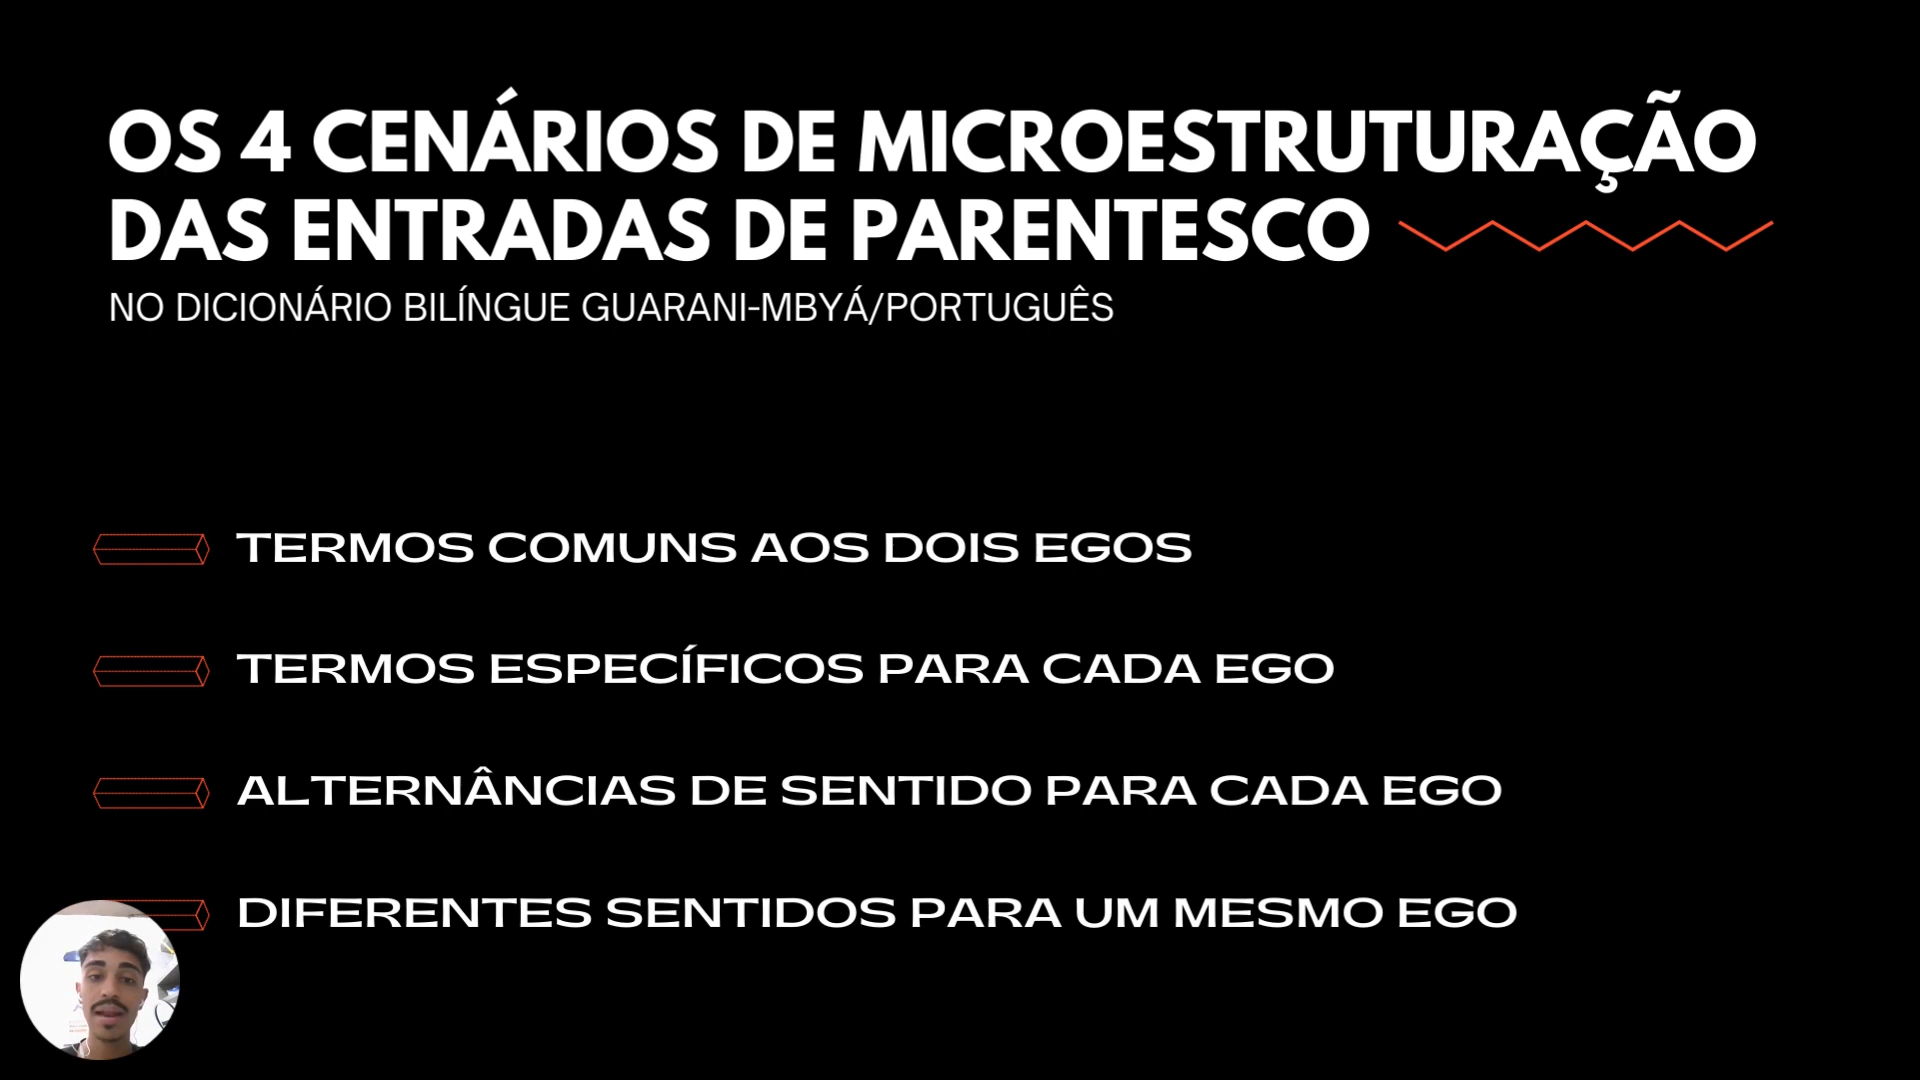 OS 4 CENÁRIOS DE MICROESTRUTURAÇÃO
DAS ENTRADAS DE PARENTESCO
NO DICIONÁRIO BILÍNGUE GUARANI-MBYÁ/PORTUGUÊS
TERMOS COMUNS AOS DOIS EGOS
TERMOS ESPECÍFICOS PARA CADA EGO
ALTERNÂNCIAS DE SENTIDO PARA CADA EGO
DIFERENTES SENTIDOS PARA UM MESMO EGO